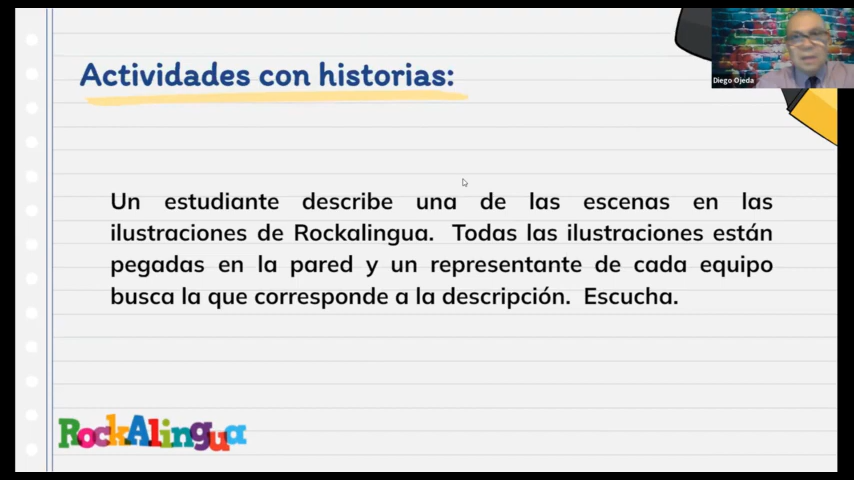 Actividades con historias:
Diego Ojeda
Un estudiante describe una de las escenas en las
ilustraciones de Rockalingua. Todas las ilustraciones están
pegadas en la pared y un representante de cada equipo
busca la que corresponde a la descripción. Escucha.
RockAlingua